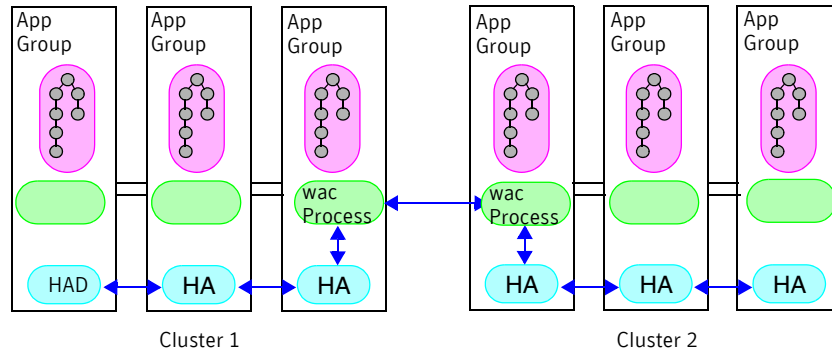 App
Group
App
Group
App
Group
App
Group
App
Group
App
Group
wac
Process
wac
Process
HAD
HA
HA
HA
HA
HA
Cluster 1
Cluster 2